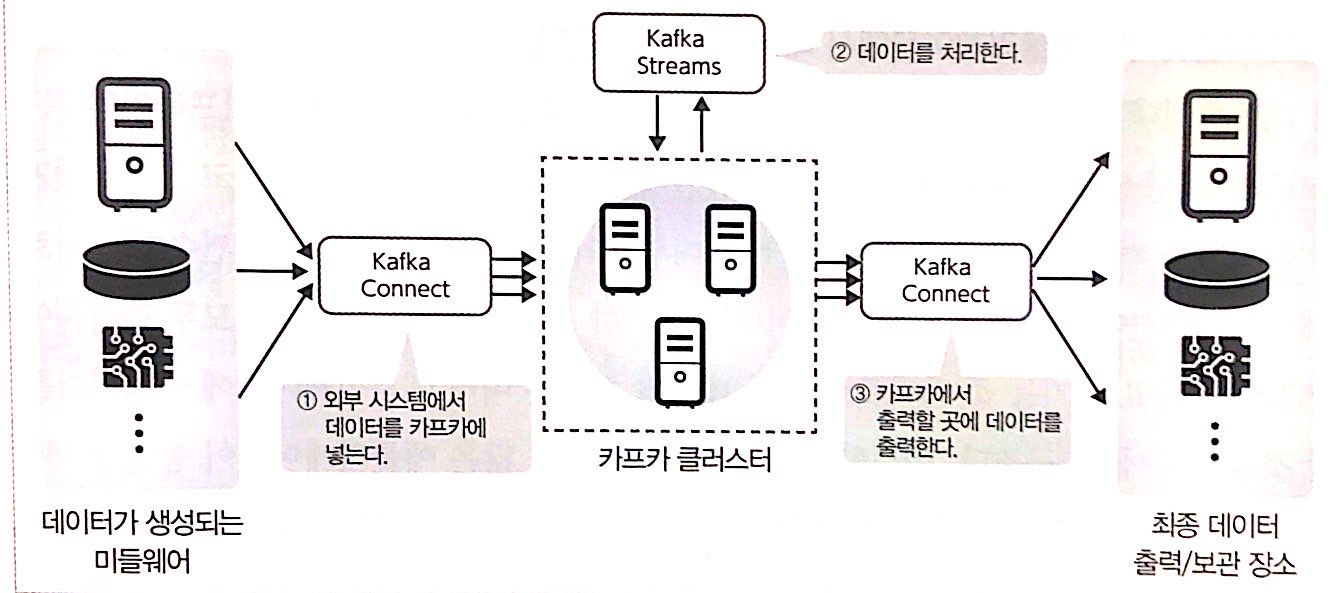 Kafka
Streams
② 데이터를 처리한다.
Kafka
Connect
Kafka
Connect
① 외부 시스템에서
데이터를 카프카에
넣는다.
카프카 클러스터
③ 카프카에서
출력할 곳에 데이터를
출력한다.
데이터가 생성되는
미들웨어
최종 데이터
출력/보관 장소